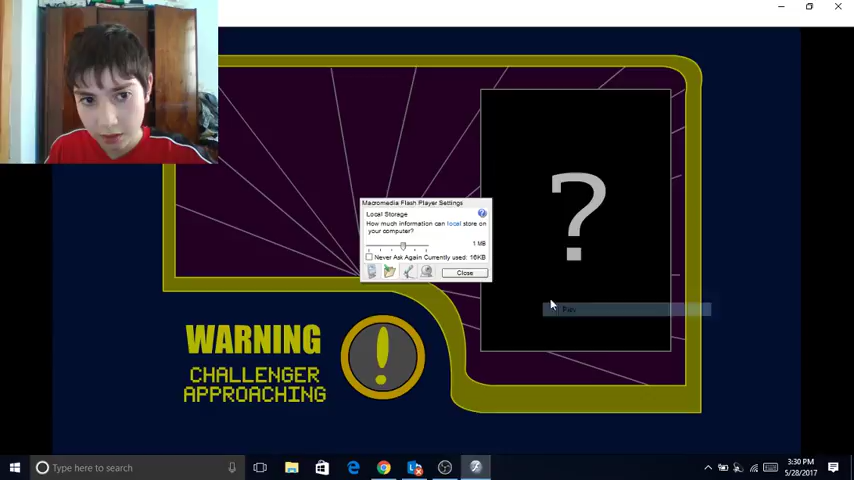 Macromedia Flash Player Settings
Local Storage
?
How much information can local store on
your computer?
1 MB
Never Ask Again Currently used: 16KB
Close
?
Play
WARNING
!
CHALLENGER
APPROACHING
Type here to search
3:30 PM
5/28/2017